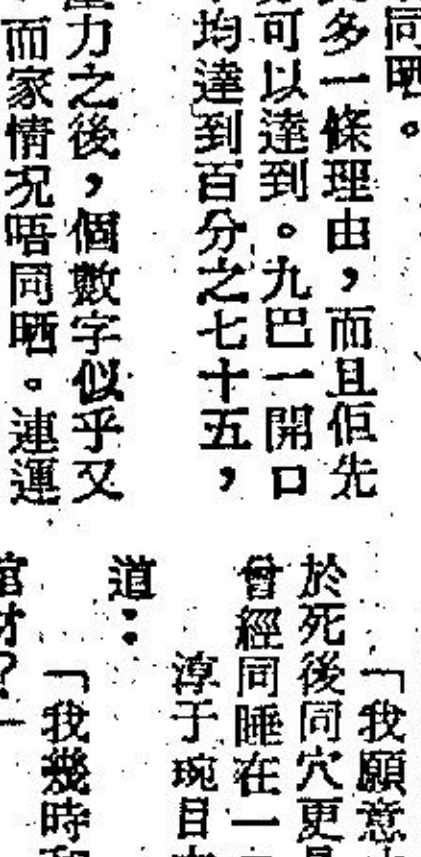 同晒。
多一條理由，而且佢先
可以達到。九巴一開口
均達到百分之七十五，
力之後，個數字似乎又
而家情况唔同晒。連運
「我願意
於死後同穴更
曾經同睡在一
淳于琬目
道：
「我幾時
棺材？」